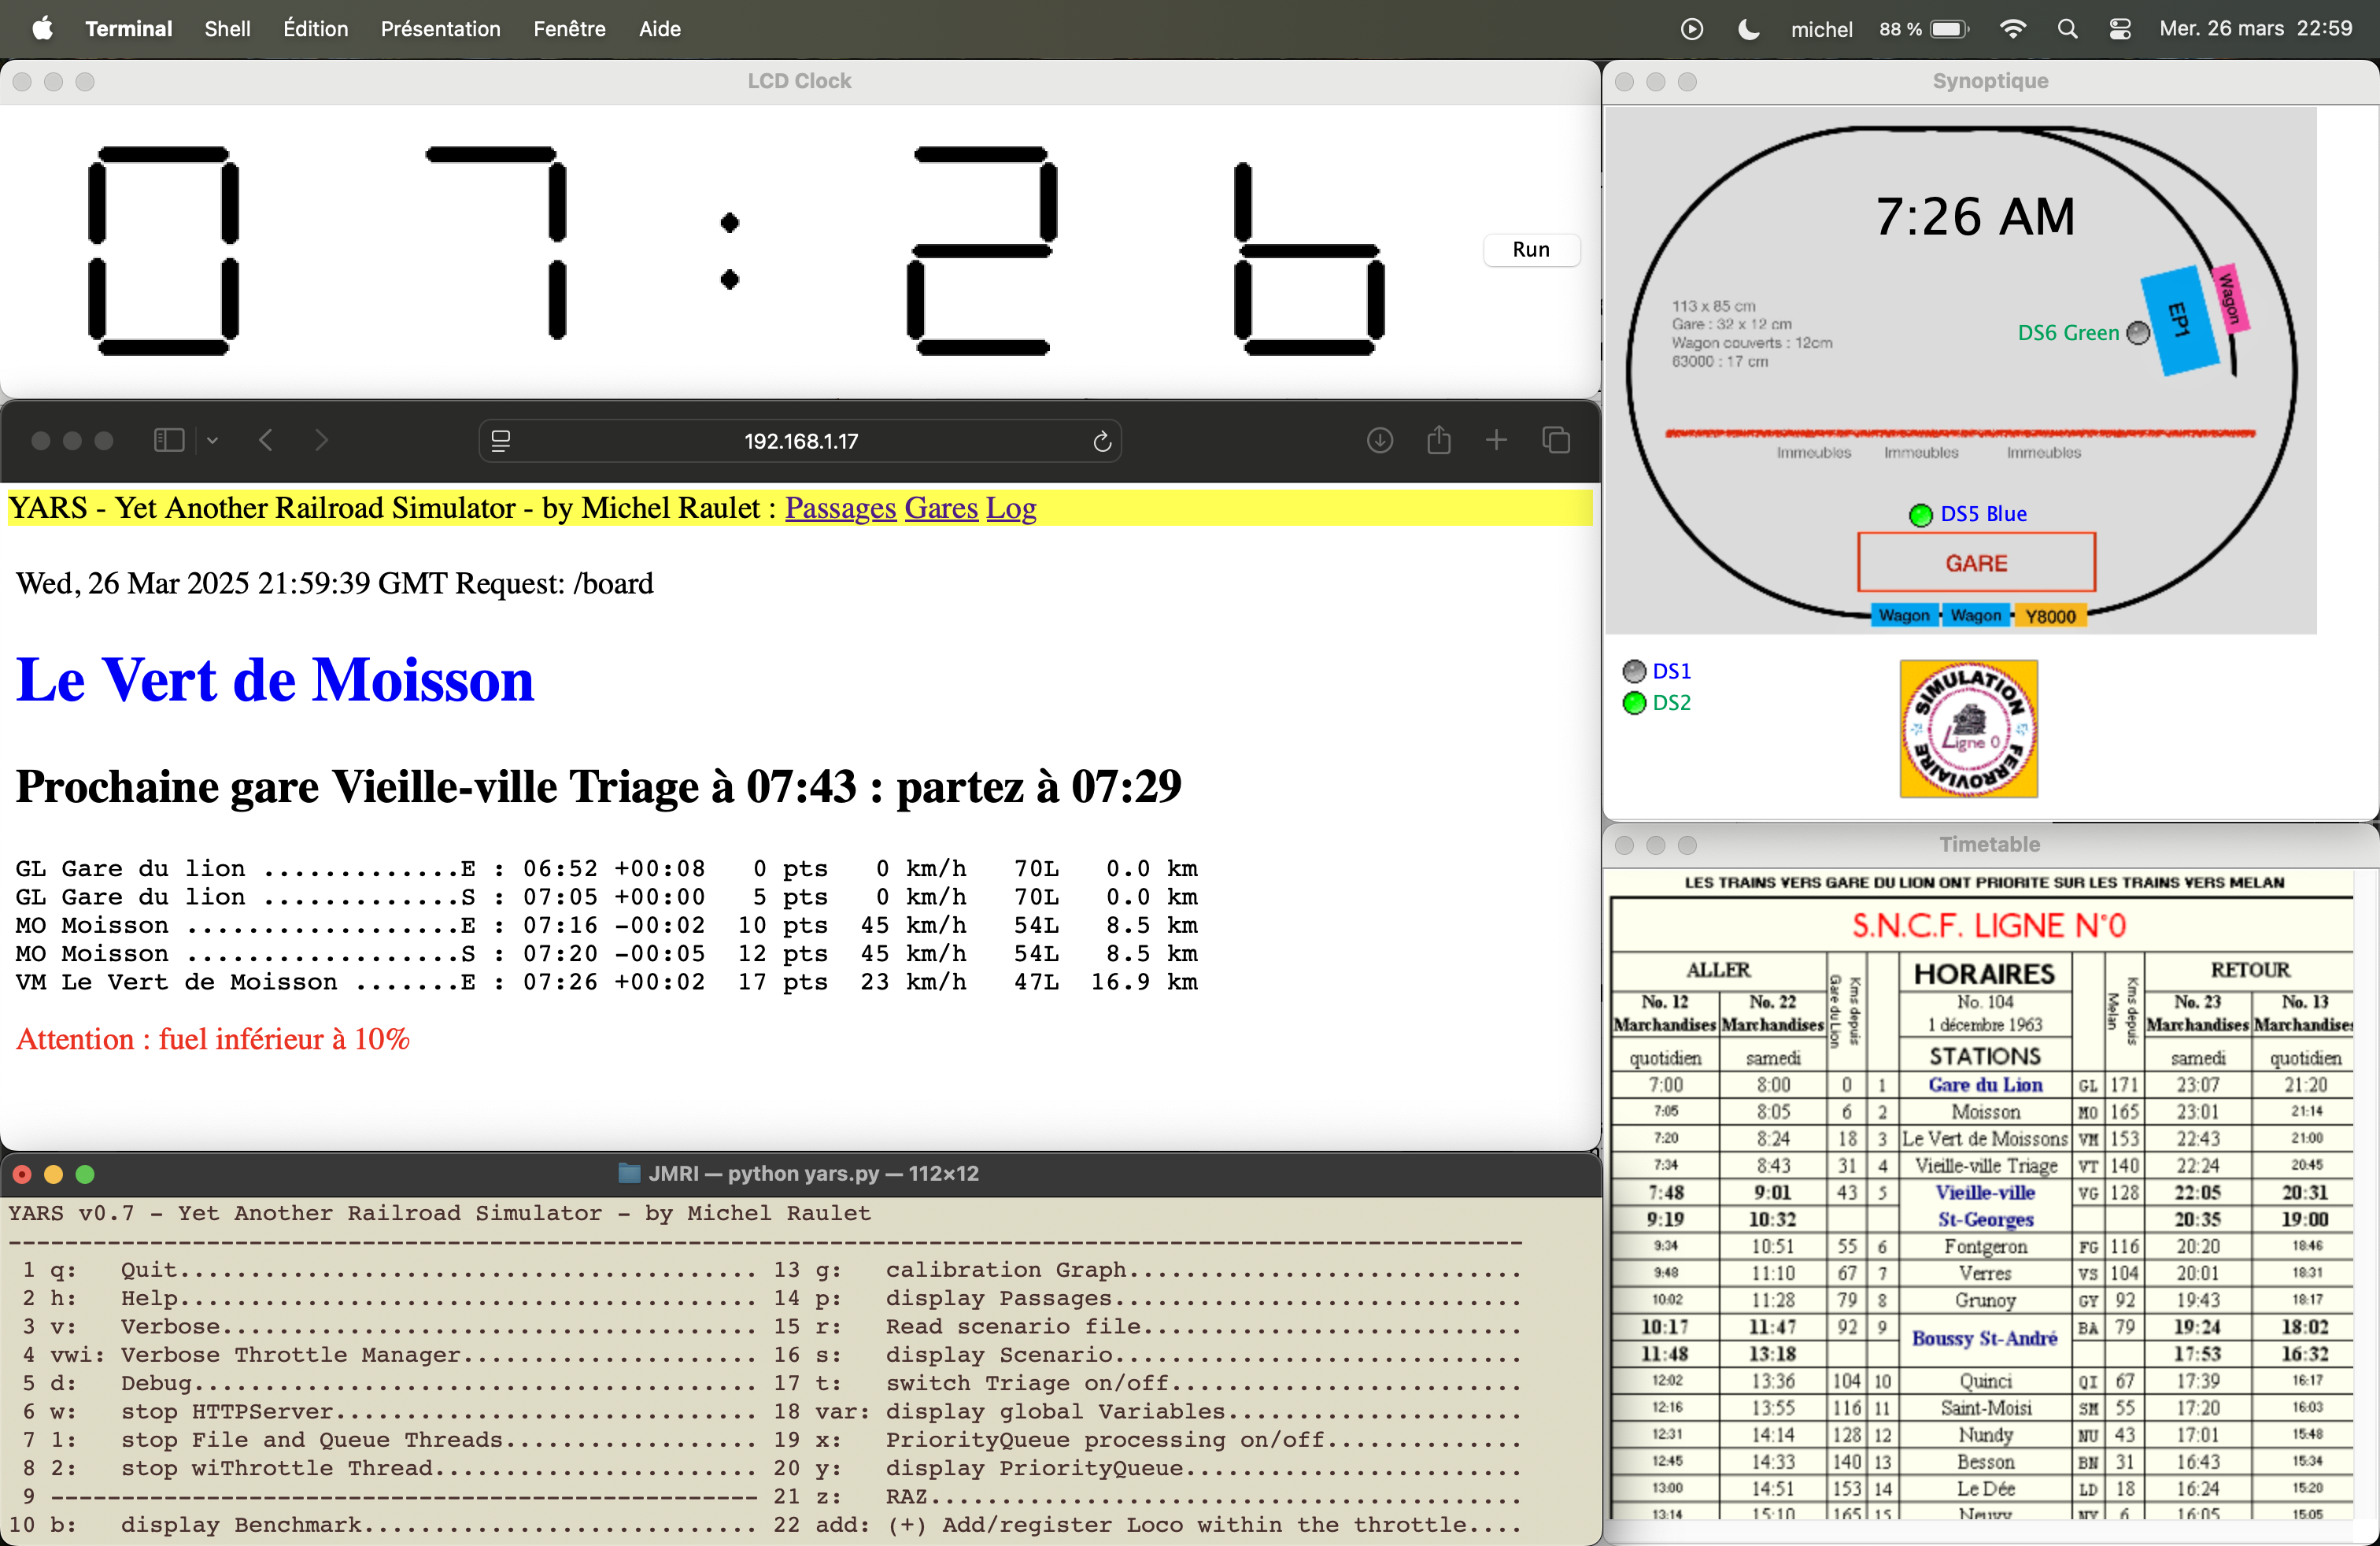 Terminal Shell Édition Présentation Fenêtre Aide michel 88 % Mer. 26 mars 22:59
LCD Clock
07:26
Run
192.168.1.17
YARS - Yet Another Railroad Simulator - by Michel Raulet : Passages Gares Log
Wed, 26 Mar 2025 21:59:39 GMT Request: /board
Le Vert de Moisson
Prochaine gare Vieille-ville Triage à 07:43 : partez à 07:29
GL Gare du lion .............E : 06:52 +00:08 0 pts 0 km/h 70L 0.0 km
GL Gare du lion .............S : 07:05 +00:00 5 pts 0 km/h 70L 0.0 km
MO Moisson ..................E : 07:16 -00:02 10 pts 45 km/h 54L 8.5 km
MO Moisson ..................S : 07:20 -00:05 12 pts 45 km/h 54L 8.5 km
VM Le Vert de Moisson .......E : 07:26 +00:02 17 pts 23 km/h 47L 16.9 km
Attention : fuel inférieur à 10%
JMRI — python yars.py — 112×12
YARS v0.7 - Yet Another Railroad Simulator - by Michel Raulet
1 q: Quit......................................... 13 g: calibration Graph............................
2 h: Help......................................... 14 p: display Passages.............................
3 v: Verbose...................................... 15 r: Read scenario file...........................
4 vwi: Verbose Throttle Manager..................... 16 s: display Scenario.............................
5 d: Debug........................................ 17 t: switch Triage on/off.........................
6 w: stop HTTPServer.............................. 18 var: display global Variables.....................
7 1: stop File and Queue Threads.................. 19 x: PriorityQueue processing on/off..............
8 2: stop wiThrottle Thread....................... 20 y: display PriorityQueue........................
9 -------------------------------------------------- 21 z: RAZ..........................................
10 b: display Benchmark............................ 22 add: (+) Add/register Loco within the throttle....
Synoptique
7:26 AM
113 x 85 cm
Gare : 32 x 12 cm
Wagon couverts : 12cm
63000 : 17 cm
DS6 Green
EP1
Wagon
Immeubles Immeubles Immeubles
DS5 Blue
GARE
Wagon Wagon Y8000
DS1
DS2
SIMULATION
Ligne 0
FERROVIAIRE
Timetable
LES TRAINS VERS GARE DU LION ONT PRIORITE SUR LES TRAINS VERS MELAN
S.N.C.F. LIGNE N°0
ALLER Kms depuis Gare du Lion HORAIRES Kms depuis Melan RETOUR
No. 12 No. 22 No. 104 No. 23 No. 13
Marchandises Marchandises 1 décembre 1963 Marchandises Marchandises
quotidien samedi STATIONS samedi quotidien
7:00 8:00 0 1 Gare du Lion GL 171 23:07 21:20
7:05 8:05 6 2 Moisson MO 165 23:01 21:14
7:20 8:24 18 3 Le Vert de Moissons VM 153 22:43 21:00
7:34 8:43 31 4 Vieille-ville Triage VT 140 22:24 20:45
7:48 9:01 43 5 Vieille-ville VG 128 22:05 20:31
9:19 10:32 St-Georges 20:35 19:00
9:34 10:51 55 6 Fontgeron FG 116 20:20 18:46
9:48 11:10 67 7 Verres VS 104 20:01 18:31
10:02 11:28 79 8 Grunoy GY 92 19:43 18:17
10:17 11:47 92 9 Boussy St-André BA 79 19:24 18:02
11:48 13:18 17:53 16:32
12:02 13:36 104 10 Quinci QI 67 17:39 16:17
12:16 13:55 116 11 Saint-Moisi SM 55 17:20 16:03
12:31 14:14 128 12 Nundy NU 43 17:01 15:48
12:45 14:33 140 13 Besson BN 31 16:43 15:34
13:00 14:51 153 14 Le Dée LD 18 16:24 15:20
13:14 15:10 165 15 Neuvy NY 6 16:05 15:05